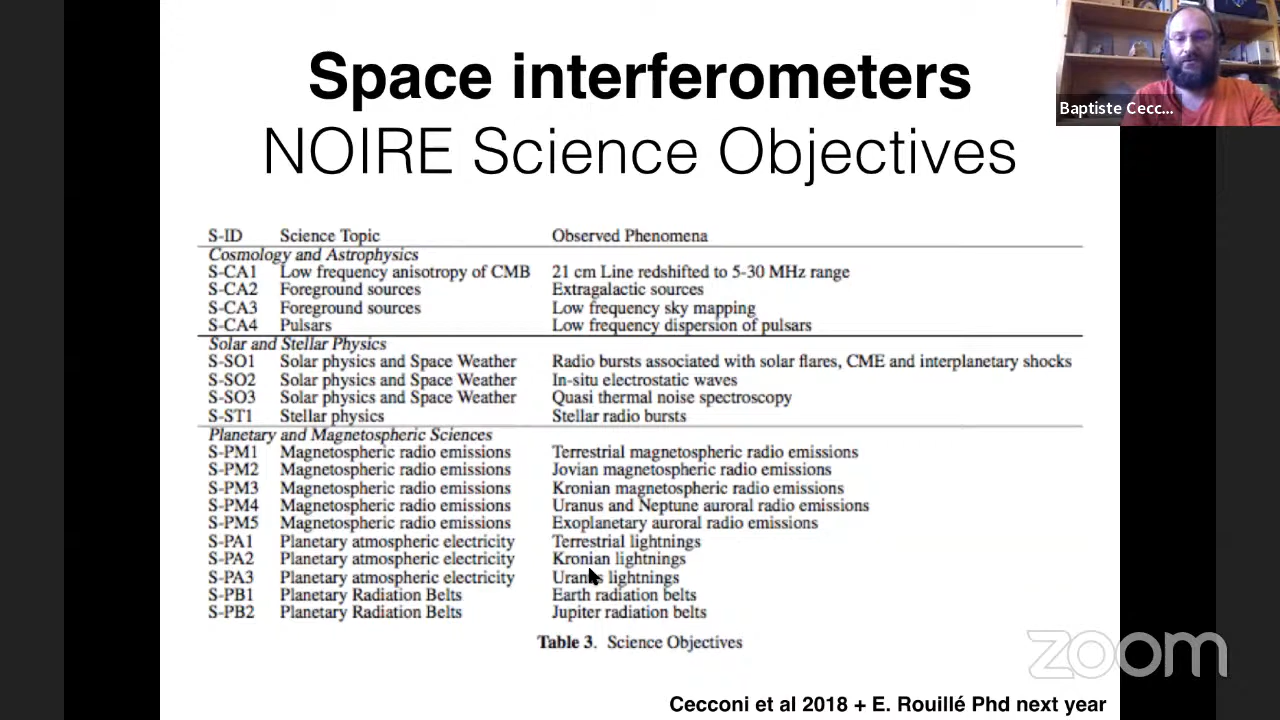 Space interferometers
NOIRE Science Objectives
Baptiste Cecc...
S-ID Science Topic Observed Phenomena
Cosmology and Astrophysics
S-CA1 Low frequency anisotropy of CMB 21 cm Line redshifted to 5-30 MHz range
S-CA2 Foreground sources Extragalactic sources
S-CA3 Foreground sources Low frequency sky mapping
S-CA4 Pulsars Low frequency dispersion of pulsars
Solar and Stellar Physics
S-SO1 Solar physics and Space Weather Radio bursts associated with solar flares, CME and interplanetary shocks
S-SO2 Solar physics and Space Weather In-situ electrostatic waves
S-SO3 Solar physics and Space Weather Quasi thermal noise spectroscopy
S-ST1 Stellar physics Stellar radio bursts
Planetary and Magnetospheric Sciences
S-PM1 Magnetospheric radio emissions Terrestrial magnetospheric radio emissions
S-PM2 Magnetospheric radio emissions Jovian magnetospheric radio emissions
S-PM3 Magnetospheric radio emissions Kronian magnetospheric radio emissions
S-PM4 Magnetospheric radio emissions Uranus and Neptune auroral radio emissions
S-PM5 Magnetospheric radio emissions Exoplanetary auroral radio emissions
S-PA1 Planetary atmospheric electricity Terrestrial lightnings
S-PA2 Planetary atmospheric electricity Kronian lightnings
S-PA3 Planetary atmospheric electricity Uranus lightnings
S-PB1 Planetary Radiation Belts Earth radiation belts
S-PB2 Planetary Radiation Belts Jupiter radiation belts
Table 3. Science Objectives
zoom
Cecconi et al 2018 + E. Rouillé Phd next year